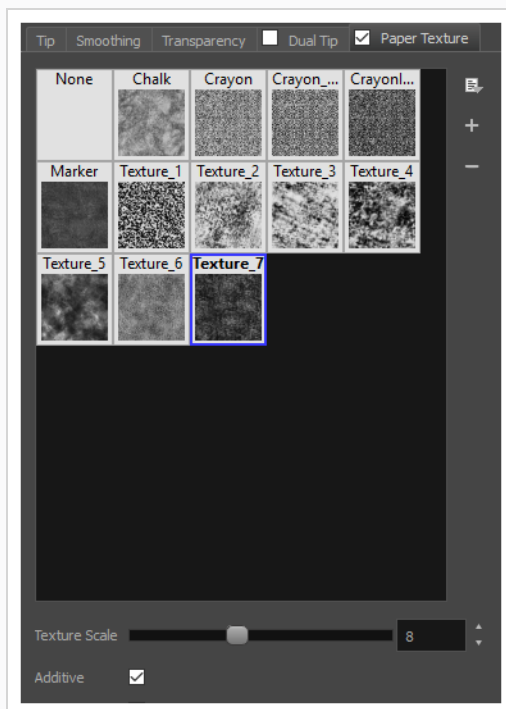 Tip Smoothing Transparency Dual Tip Paper Texture
None Chalk Crayon Crayon_... CrayonI...
Marker Texture_1 Texture_2 Texture_3 Texture_4
Texture_5 Texture_6 Texture_7
Texture Scale 8
Additive